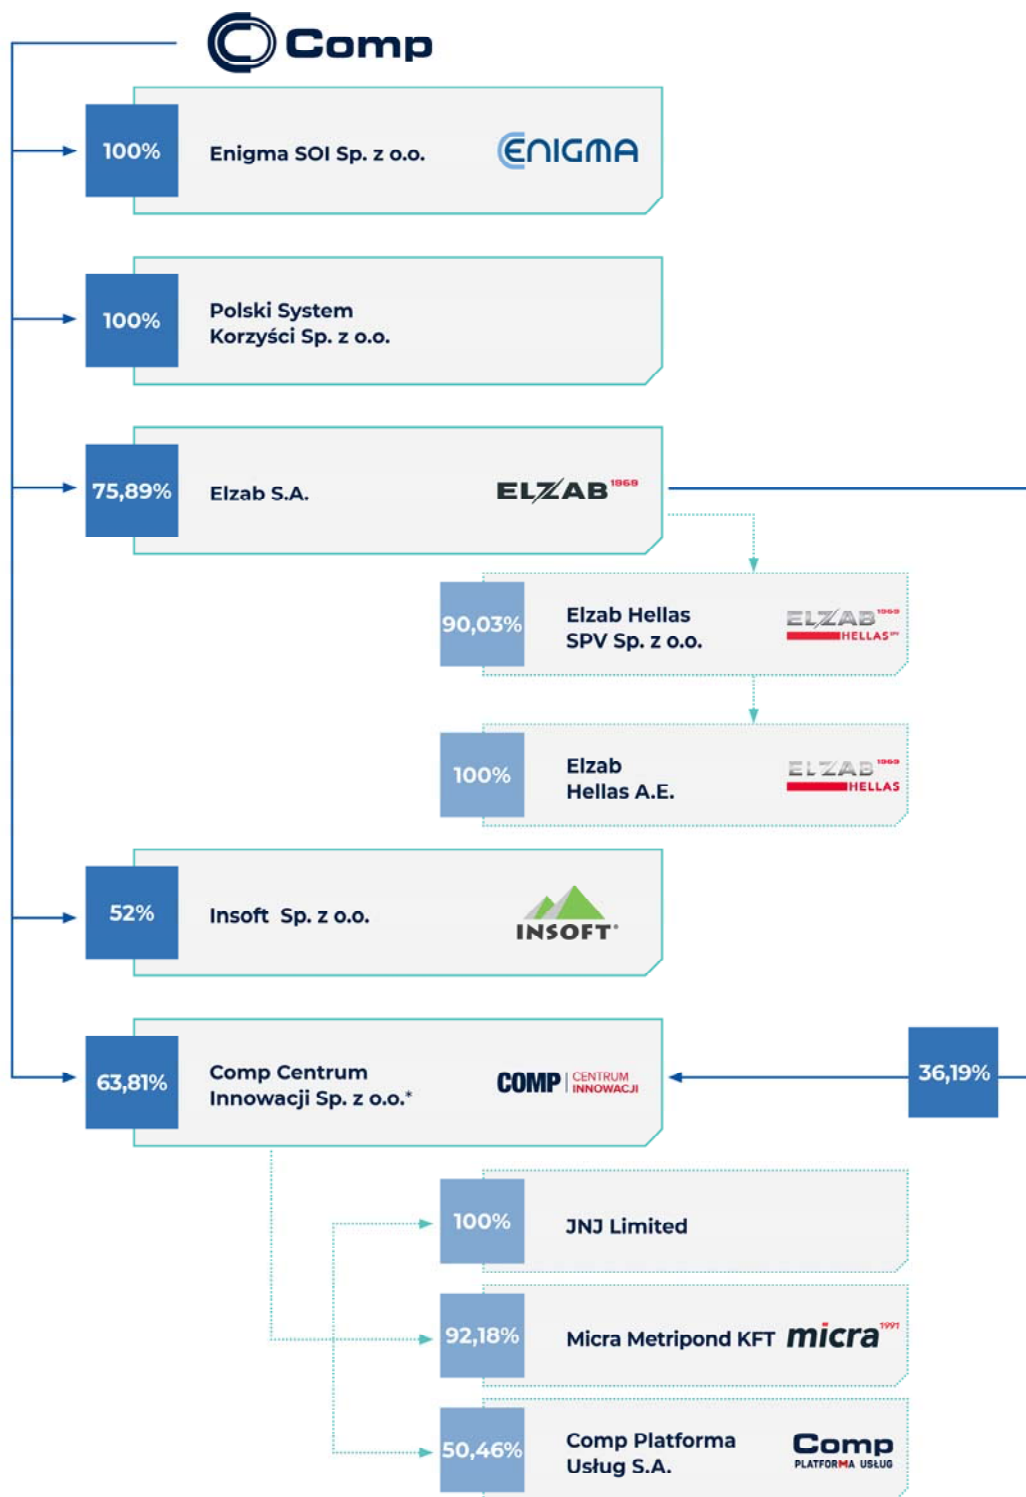 Comp
100%
Enigma SOI Sp. z o.o.
ENIGMA
100%
Polski System
Korzyści Sp. z o.o.
75,89%
Elzab S.A.
ELZAB 1969
90,03%
Elzab Hellas
SPV Sp. z o.o.
ELZAB 1969
HELLAS SPV
100%
Elzab
Hellas A.E.
ELZAB 1969
HELLAS
52%
Insoft Sp. z o.o.
INSOFT®
63,81%
Comp Centrum
Innowacji Sp. z o.o.*
COMP CENTRUM
INNOWACJI
36,19%
100%
JNJ Limited
92,18%
Micra Metripond KFT
micra 1991
50,46%
Comp Platforma
Usług S.A.
Comp
PLATFORMA USŁUG